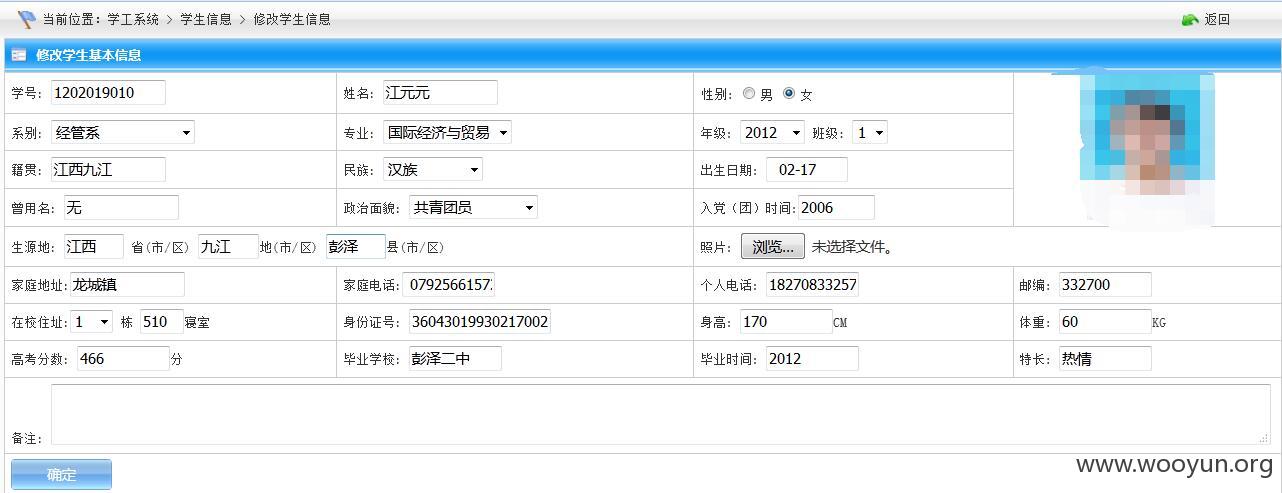 当前位置：学工系统 > 学生信息 > 修改学生信息 返回
修改学生基本信息
学号： 1202019010 姓名： 江元元 性别： 男 女
系别： 经管系 专业： 国际经济与贸易 年级： 2012 班级： 1
籍贯： 江西九江 民族： 汉族 出生日期： 02-17
曾用名： 无 政治面貌： 共青团员 入党（团）时间： 2006
生源地： 江西 省(市/区) 九江 地(市/区) 彭泽 县(市/区) 照片： 浏览… 未选择文件。
家庭地址： 龙城镇 家庭电话： 0792566157 个人电话： 18270833257 邮编： 332700
在校住址： 1 栋 510 寝室 身份证号： 36043019930217002 身高： 170 CM 体重： 60 KG
高考分数： 466 分 毕业学校： 彭泽二中 毕业时间： 2012 特长： 热情
备注：
确定
www.wooyun.org